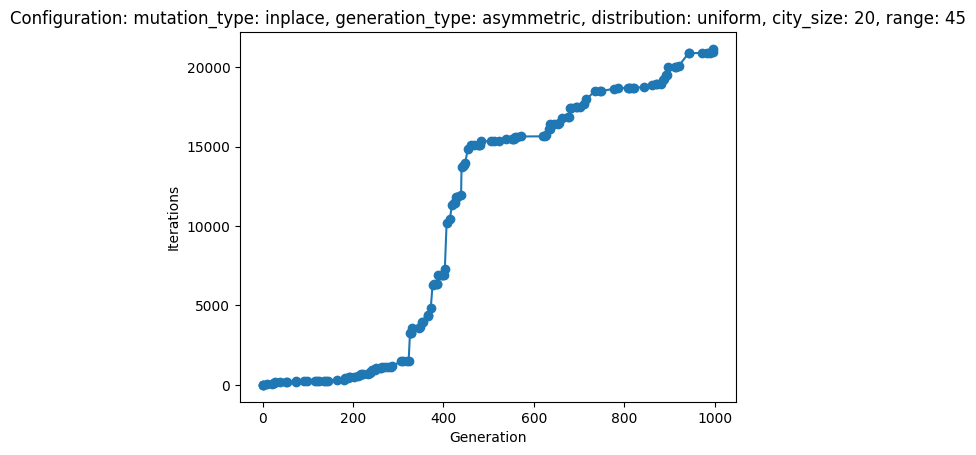 Configuration: mutation_type: inplace, generation_type: asymmetric, distribution: uniform, city_size: 20, range: 45
20000
15000
10000
5000
0
Iterations
0 200 400 600 800 1000
Generation